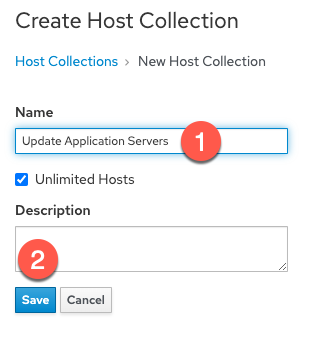 Create Host Collection
Host Collections › New Host Collection
Name
Update Application Servers
1
Unlimited Hosts
Description
2
Save Cancel